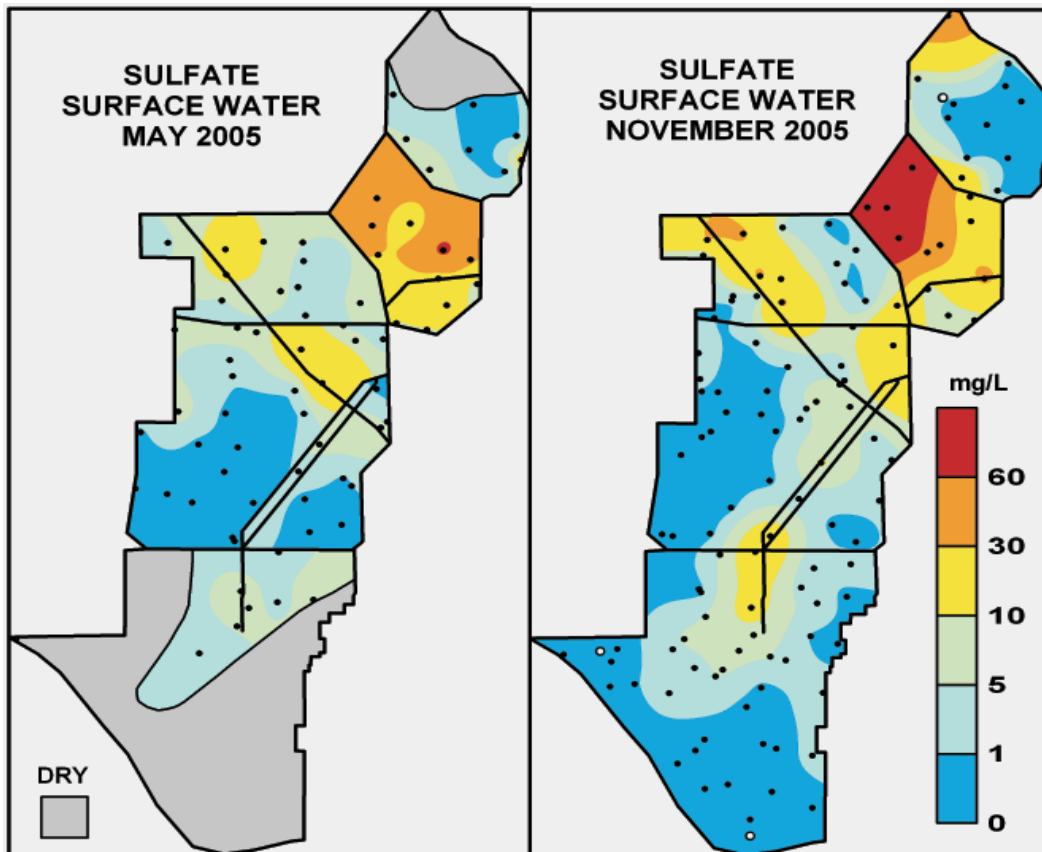 SULFATE
SURFACE WATER
MAY 2005
SULFATE
SURFACE WATER
NOVEMBER 2005
mg/L
60
30
10
5
1
0
DRY